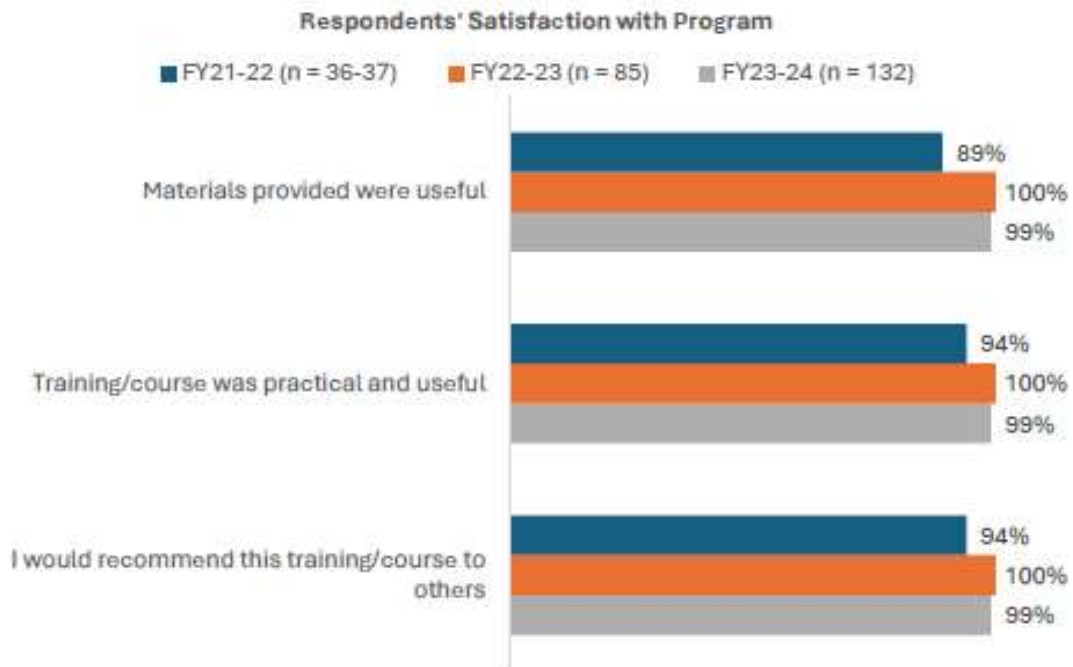 Respondents' Satisfaction with Program
FY21-22 (n = 36-37) FY22-23 (n = 85) FY23-24 (n = 132)
89%
Materials provided were useful 100%
99%
94%
Training/course was practical and useful 100%
99%
94%
I would recommend this training/course to
others
100%
99%